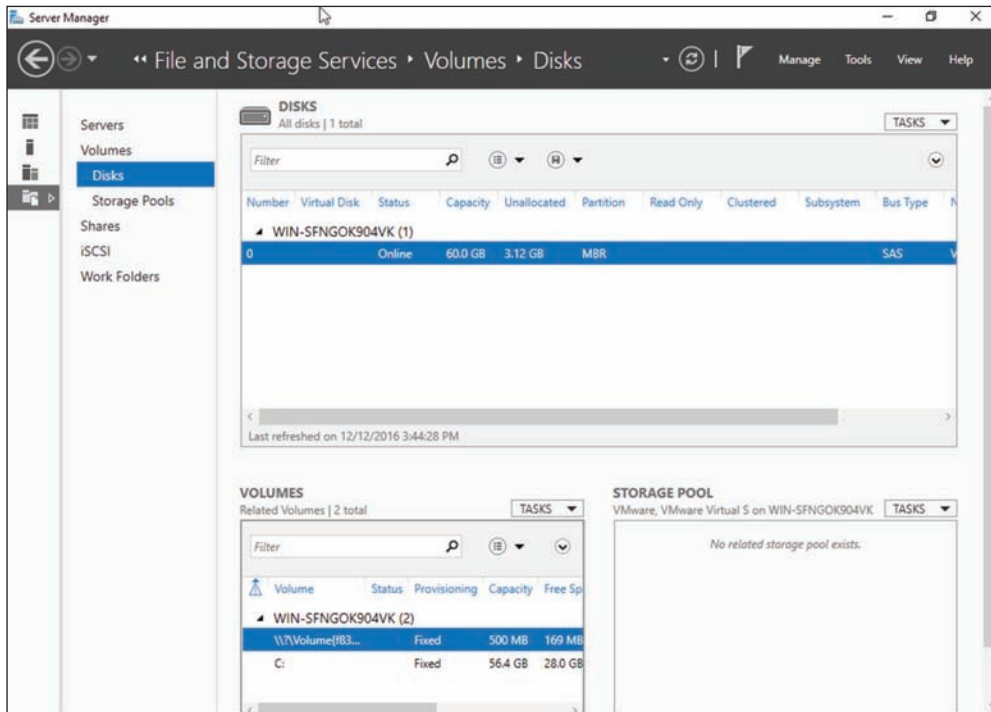 Server Manager
File and Storage Services • Volumes • Disks
Manage Tools View Help
Servers
Volumes
Disks
Storage Pools
Shares
iSCSI
Work Folders
DISKS
All disks | 1 total
TASKS
Filter
Number Virtual Disk Status Capacity Unallocated Partition Read Only Clustered Subsystem Bus Type N
WIN-SFNGOK904VK (1)
0 Online 60.0 GB 3.12 GB MBR SAS V
Last refreshed on 12/12/2016 3:44:28 PM
VOLUMES
Related Volumes | 2 total
TASKS
Filter
Volume Status Provisioning Capacity Free Sp
WIN-SFNGOK904VK (2)
\\?\Volume{f83... Fixed 500 MB 169 MB
C: Fixed 56.4 GB 28.0 GB
STORAGE POOL
VMware, VMware Virtual S on WIN-SFNGOK904VK
TASKS
No related storage pool exists.